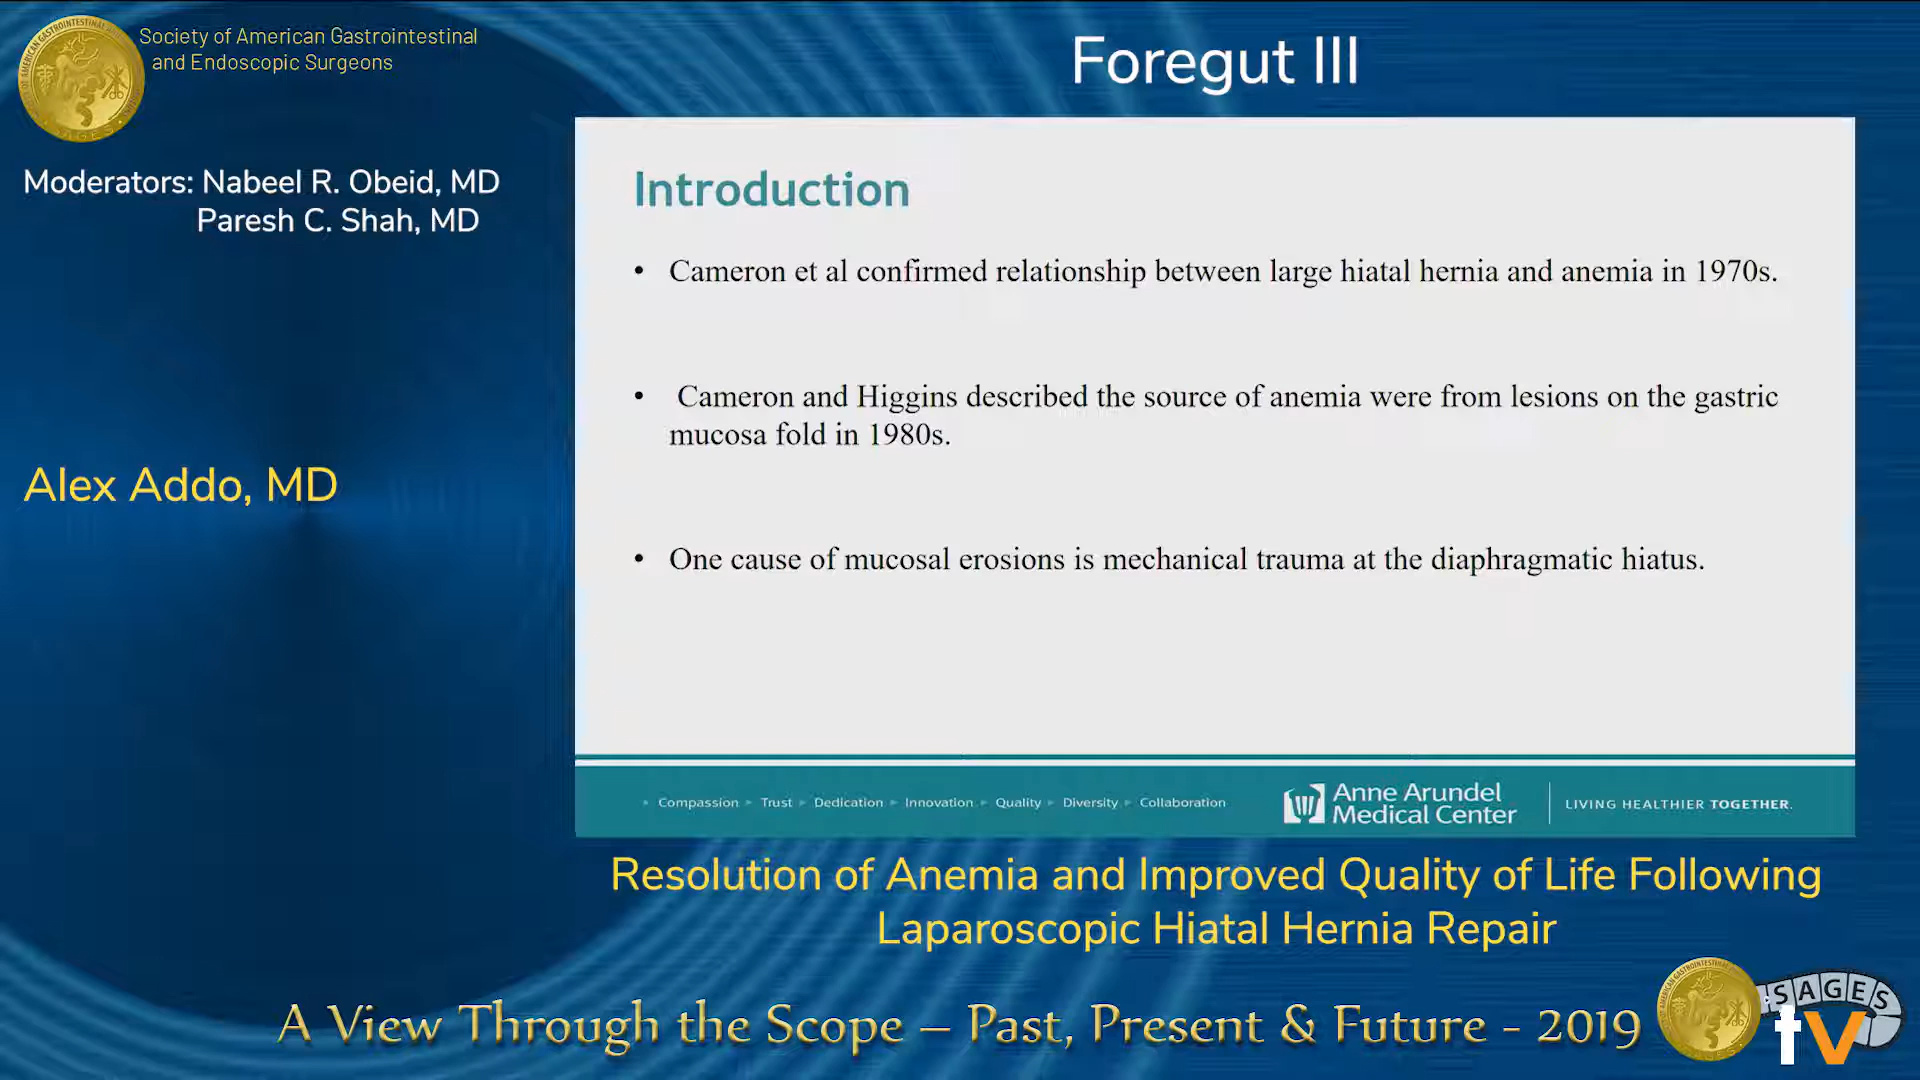 Society of American Gastrointestinal
and Endoscopic Surgeons
Foregut III
Moderators: Nabeel R. Obeid, MD
Paresh C. Shah, MD
Alex Addo, MD
Introduction
• Cameron et al confirmed relationship between large hiatal hernia and anemia in 1970s.
• Cameron and Higgins described the source of anemia were from lesions on the gastric
mucosa fold in 1980s.
• One cause of mucosal erosions is mechanical trauma at the diaphragmatic hiatus.
Compassion Trust Dedication Innovation Quality Diversity Collaboration
Anne Arundel
Medical Center
LIVING HEALTHIER TOGETHER.
Resolution of Anemia and Improved Quality of Life Following
Laparoscopic Hiatal Hernia Repair
A View Through the Scope – Past, Present & Future - 2019
SAGES
tv